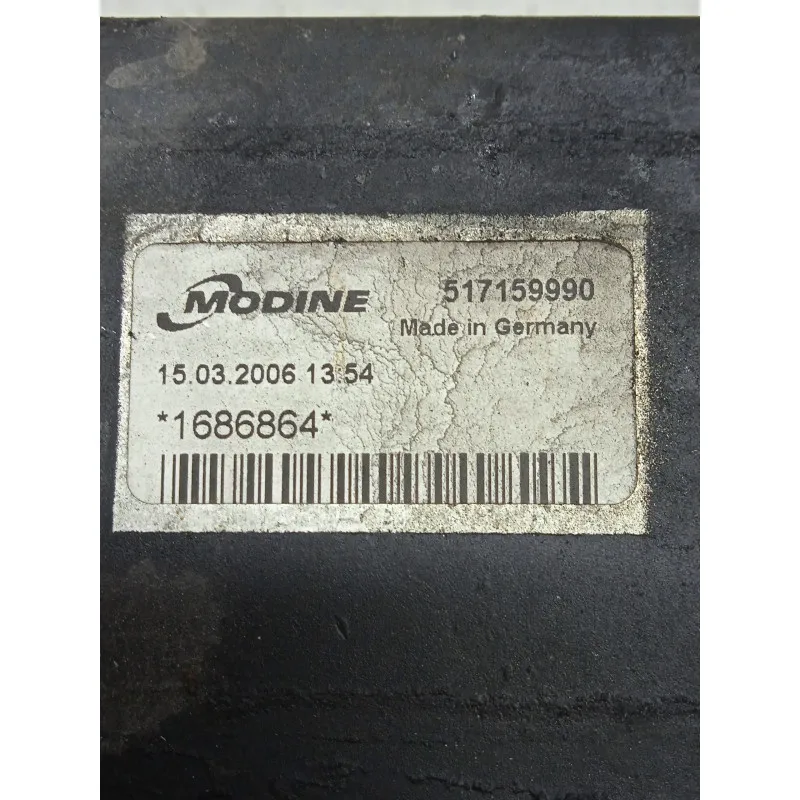 MODINE
517159990
Made in Germany
15.03.2006 13:54
*1686864*